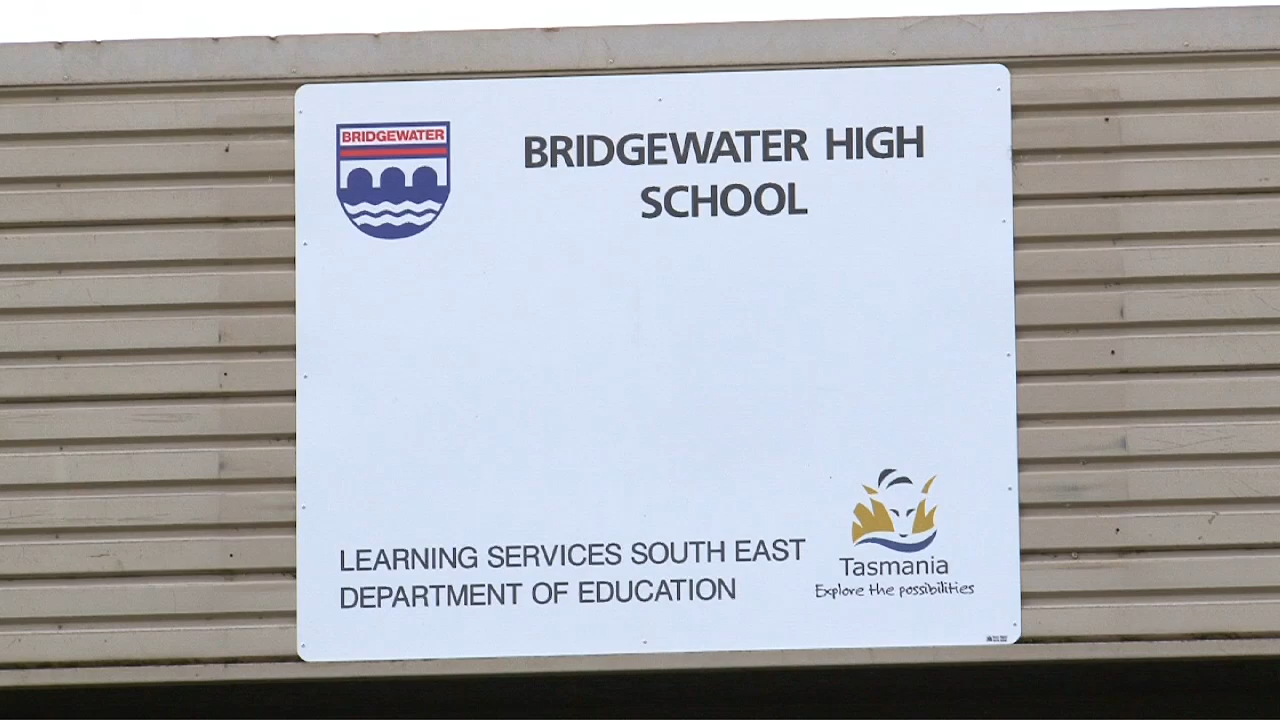 BRIDGEWATER
BRIDGEWATER HIGH
SCHOOL
LEARNING SERVICES SOUTH EAST
DEPARTMENT OF EDUCATION
Tasmania
Explore the possibilities